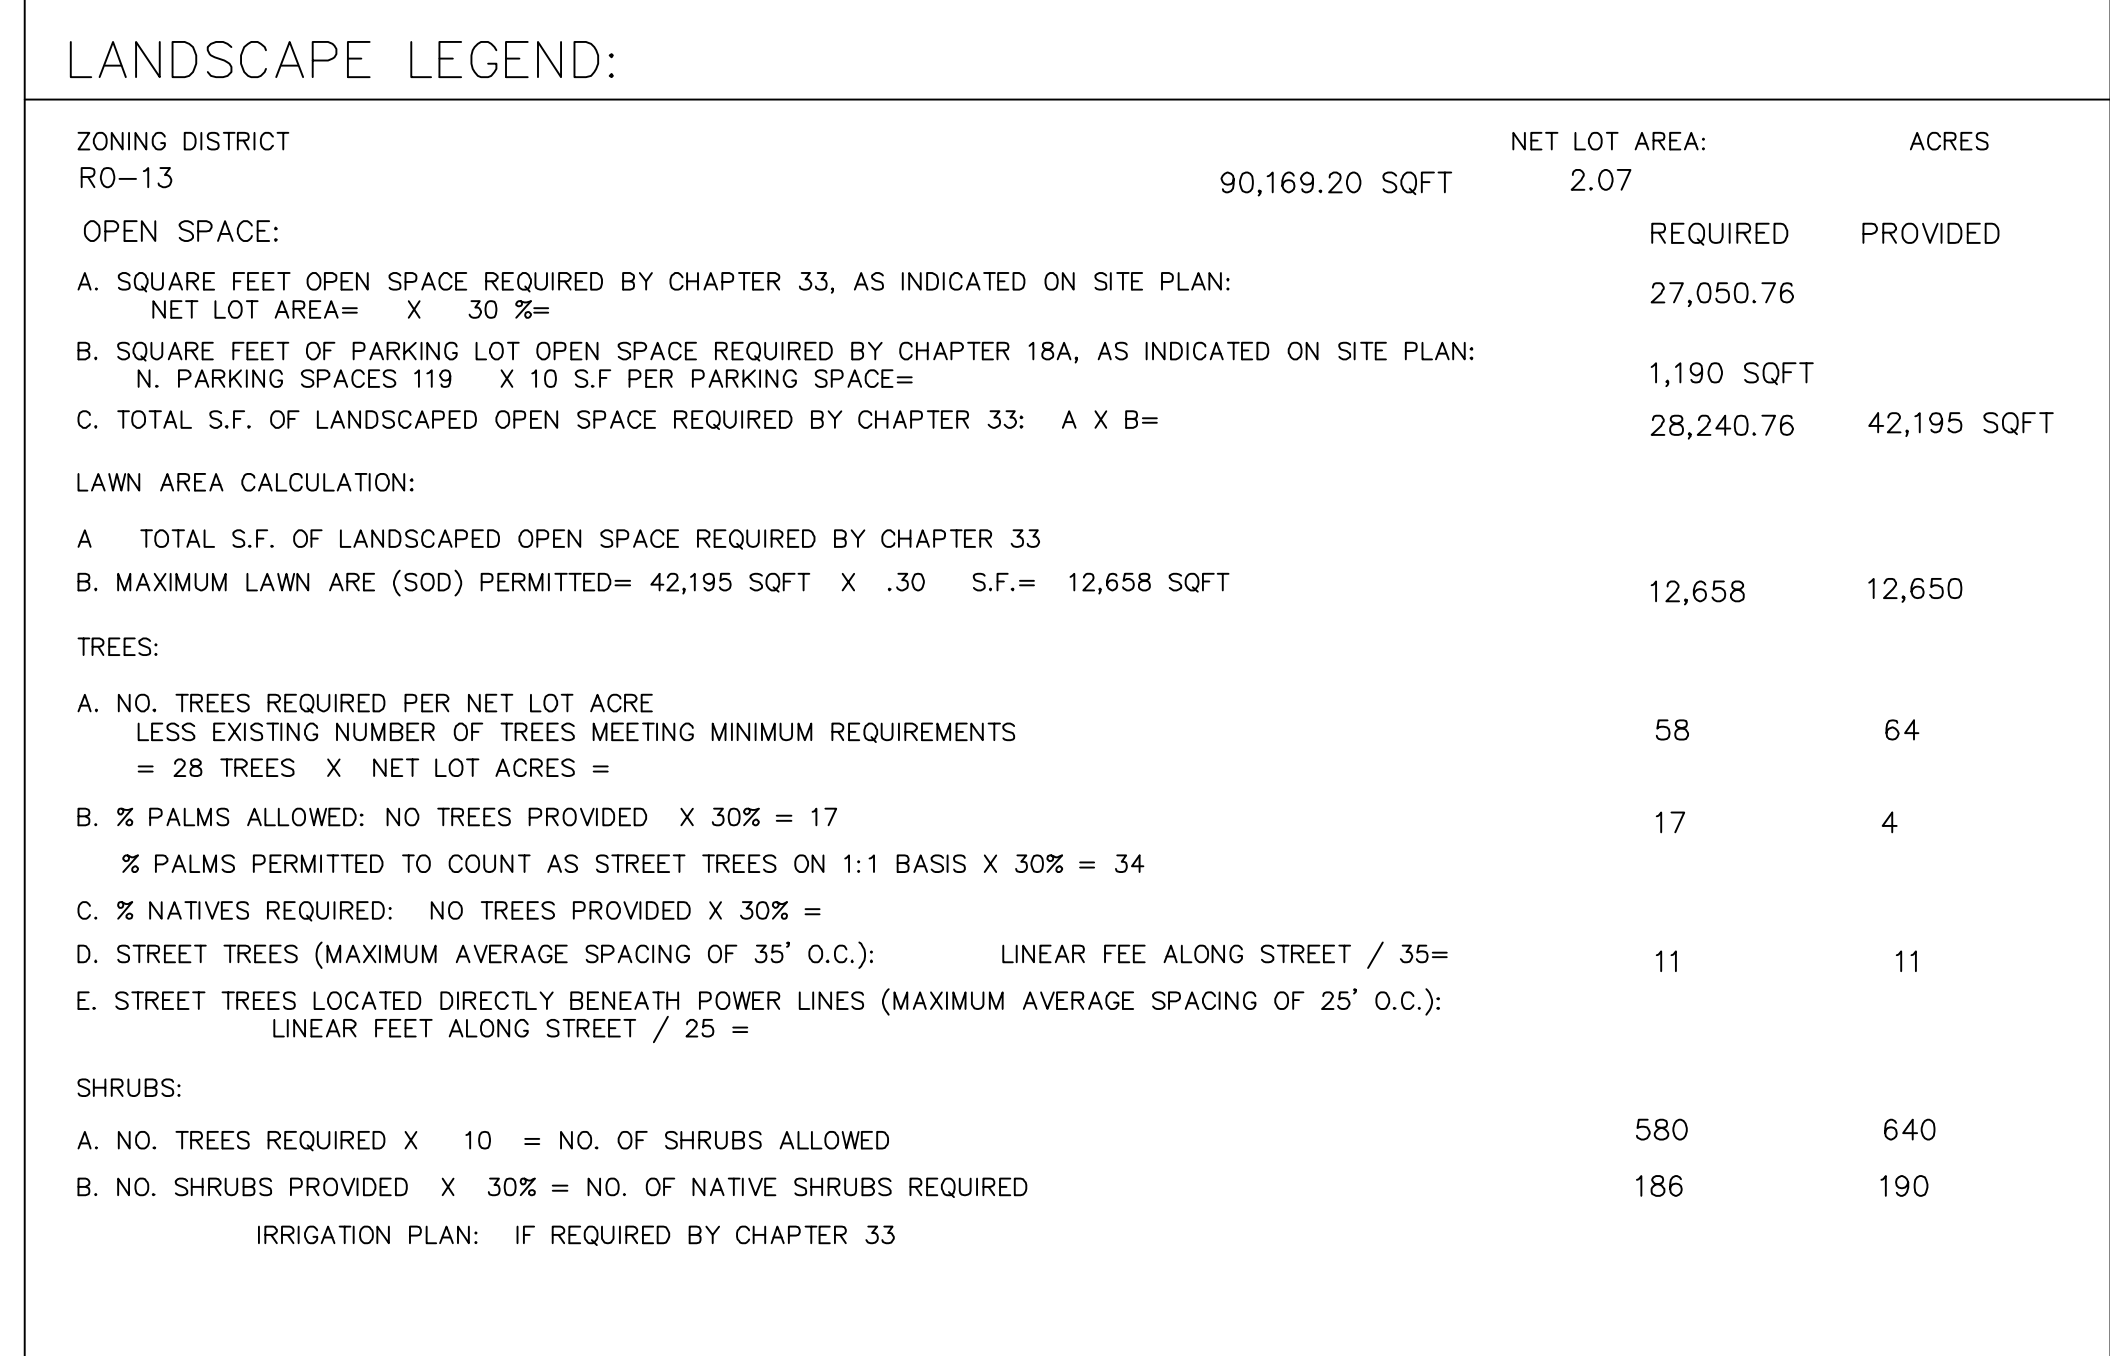 LANDSCAPE LEGEND:
ZONING DISTRICT NET LOT AREA: ACRES
RO-13 90,169.20 SQFT 2.07
OPEN SPACE: REQUIRED PROVIDED
A. SQUARE FEET OPEN SPACE REQUIRED BY CHAPTER 33, AS INDICATED ON SITE PLAN:
NET LOT AREA= X 30 %= 27,050.76
B. SQUARE FEET OF PARKING LOT OPEN SPACE REQUIRED BY CHAPTER 18A, AS INDICATED ON SITE PLAN:
N. PARKING SPACES 119 X 10 S.F PER PARKING SPACE= 1,190 SQFT
C. TOTAL S.F. OF LANDSCAPED OPEN SPACE REQUIRED BY CHAPTER 33: A X B= 28,240.76 42,195 SQFT
LAWN AREA CALCULATION:
A TOTAL S.F. OF LANDSCAPED OPEN SPACE REQUIRED BY CHAPTER 33
B. MAXIMUM LAWN ARE (SOD) PERMITTED= 42,195 SQFT X .30 S.F.= 12,658 SQFT 12,658 12,650
TREES:
A. NO. TREES REQUIRED PER NET LOT ACRE
LESS EXISTING NUMBER OF TREES MEETING MINIMUM REQUIREMENTS 58 64
= 28 TREES X NET LOT ACRES =
B. % PALMS ALLOWED: NO TREES PROVIDED X 30% = 17 17 4
% PALMS PERMITTED TO COUNT AS STREET TREES ON 1:1 BASIS X 30% = 34
C. % NATIVES REQUIRED: NO TREES PROVIDED X 30% =
D. STREET TREES (MAXIMUM AVERAGE SPACING OF 35' O.C.): LINEAR FEE ALONG STREET / 35= 11 11
E. STREET TREES LOCATED DIRECTLY BENEATH POWER LINES (MAXIMUM AVERAGE SPACING OF 25' O.C.):
LINEAR FEET ALONG STREET / 25 =
SHRUBS:
A. NO. TREES REQUIRED X 10 = NO. OF SHRUBS ALLOWED 580 640
B. NO. SHRUBS PROVIDED X 30% = NO. OF NATIVE SHRUBS REQUIRED 186 190
IRRIGATION PLAN: IF REQUIRED BY CHAPTER 33